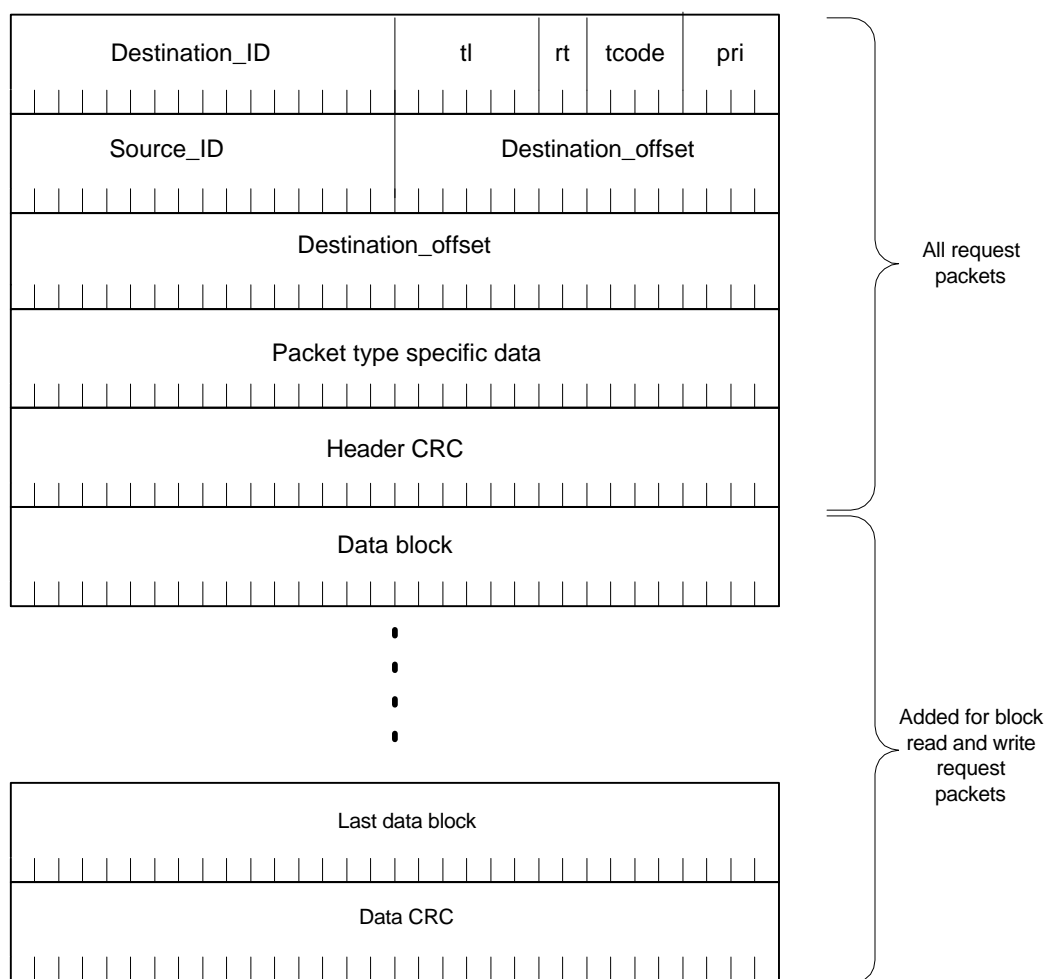 Destination_ID tl rt tcode pri
Source_ID Destination_offset
Destination_offset
All request
packets
Packet type specific data
Header CRC
Data block
Added for block
read and write
request
packets
Last data block
Data CRC